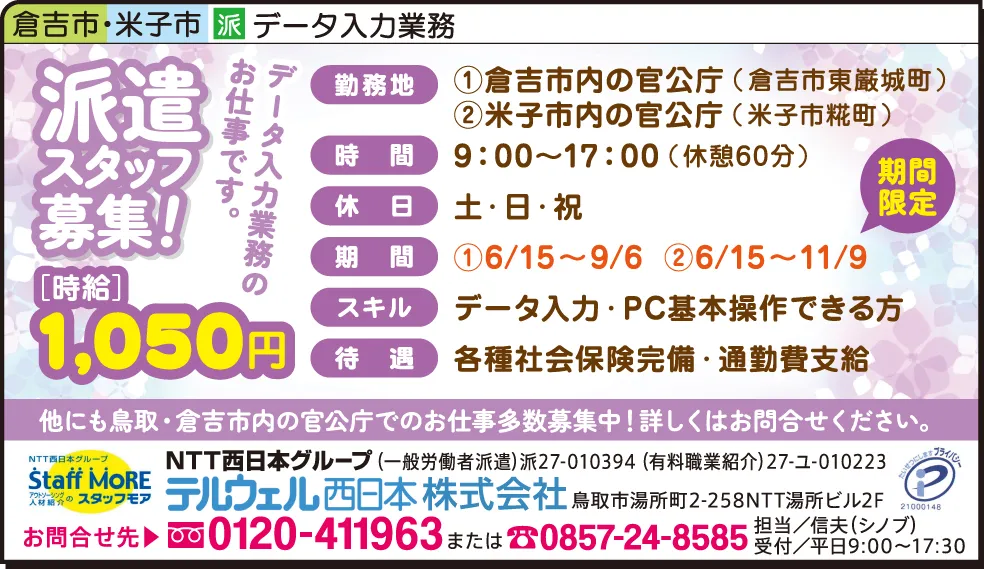 倉吉市・米子市 派 データ入力業務
派遣
スタッフ
募集!
データ入力業務の
お仕事です。
[時給]
1,050円
勤務地 ①倉吉市内の官公庁(倉吉市東巌城町)
②米子市内の官公庁(米子市糀町)
時間 9:00〜17:00(休憩60分)
休日 土・日・祝
期間 ①6/15〜9/6 ②6/15〜11/9
スキル データ入力・PC基本操作できる方
待遇 各種社会保険完備・通勤費支給
期間
限定
他にも鳥取・倉吉市内の官公庁でのお仕事多数募集中!詳しくはお問合せください。
NTT西日本グループ
Staff MORE
アウトソーシング
人材紹介のスタッフモア
NTT西日本グループ(一般労働者派遣)派27-010394 (有料職業紹介)27-ユ-010223
テルウェル西日本株式会社 鳥取市湯所町2-258NTT湯所ビル2F
たいせつにします プライバシー
21000148
お問合せ先▶0120-411963または☎0857-24-8585
担当/信夫(シノブ)
受付/平日9:00〜17:30